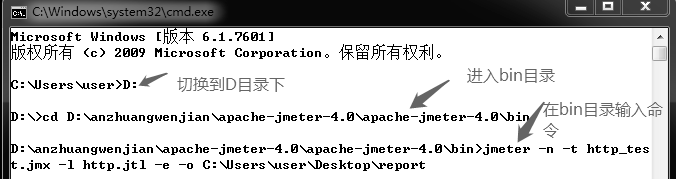 C:\Windows\system32\cmd.exe
Microsoft Windows [版本 6.1.7601]
版权所有 (c) 2009 Microsoft Corporation。保留所有权利。
C:\Users\user>D:
切换到D目录下
进入bin目录
D:\>cd D:\anzhuangwenjian\apache-jmeter-4.0\apache-jmeter-4.0\bin
在bin目录输入命
令
D:\anzhuangwenjian\apache-jmeter-4.0\apache-jmeter-4.0\bin>jmeter -n -t http_tes
t.jmx -l http.jtl -e -o C:\Users\user\Desktop\report